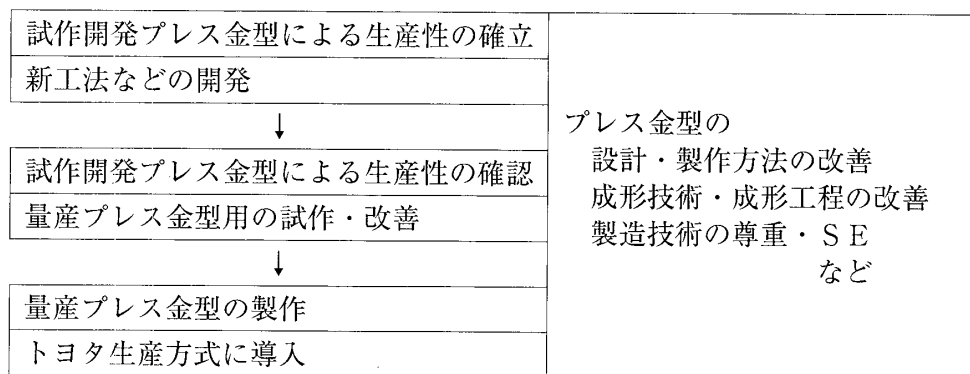 試作開発プレス金型による生産性の確立
新工法などの開発
↓
試作開発プレス金型による生産性の確認
量産プレス金型用の試作・改善
↓
量産プレス金型の製作
トヨタ生産方式に導入
プレス金型の
設計・製作方法の改善
成形技術・成形工程の改善
製造技術の尊重・ＳＥ
など